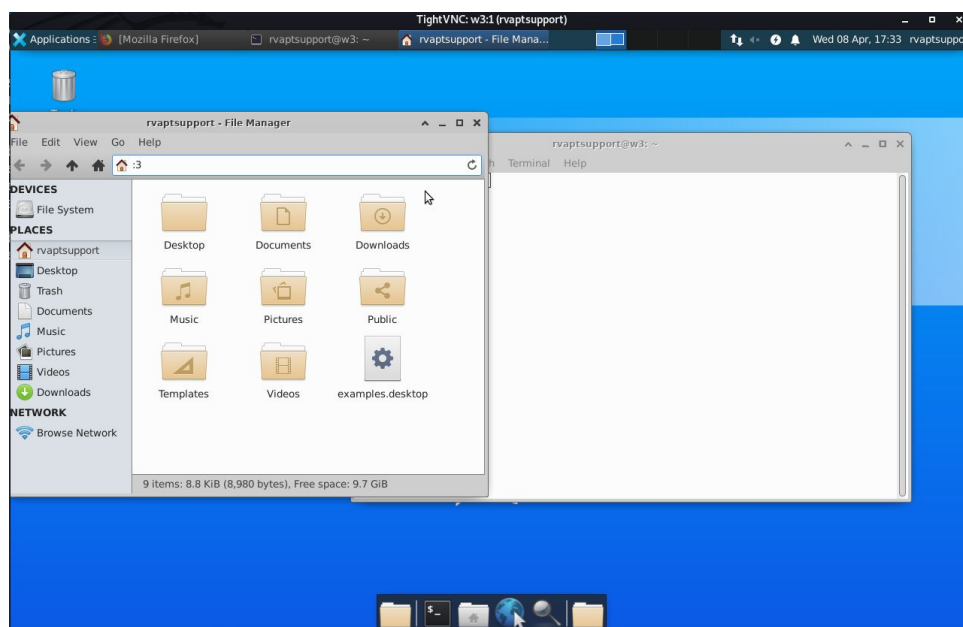 TightVNC: w3:1 (rvaptsupport)
Applications [Mozilla Firefox] rvaptsupport@w3: ~ rvaptsupport - File Mana... Wed 08 Apr, 17:33 rvaptsuppo
rvaptsupport - File Manager
File Edit View Go Help
:3
DEVICES
File System
PLACES
rvaptsupport
Desktop
Trash
Documents
Music
Pictures
Videos
Downloads
NETWORK
Browse Network
Desktop Documents Downloads
Music Pictures Public
Templates Videos examples.desktop
9 items: 8.8 KiB (8,980 bytes), Free space: 9.7 GiB
rvaptsupport@w3: ~
h Terminal Help
$_